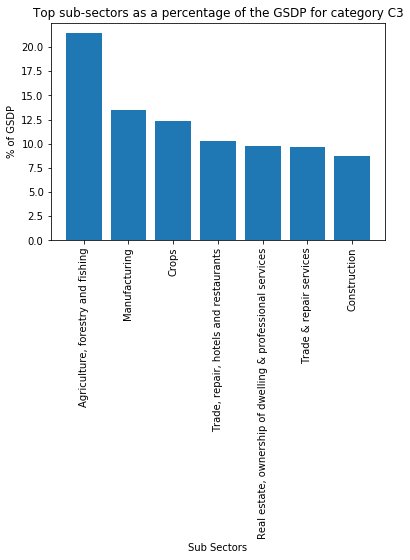 Top sub-sectors as a percentage of the GSDP for category C3
% of GSDP
20.0
17.5
15.0
12.5
10.0
7.5
5.0
2.5
0.0
Agriculture, forestry and fishing
Manufacturing
Crops
Trade, repair, hotels and restaurants
Real estate, ownership of dwelling & professional services
Trade & repair services
Construction
Sub Sectors